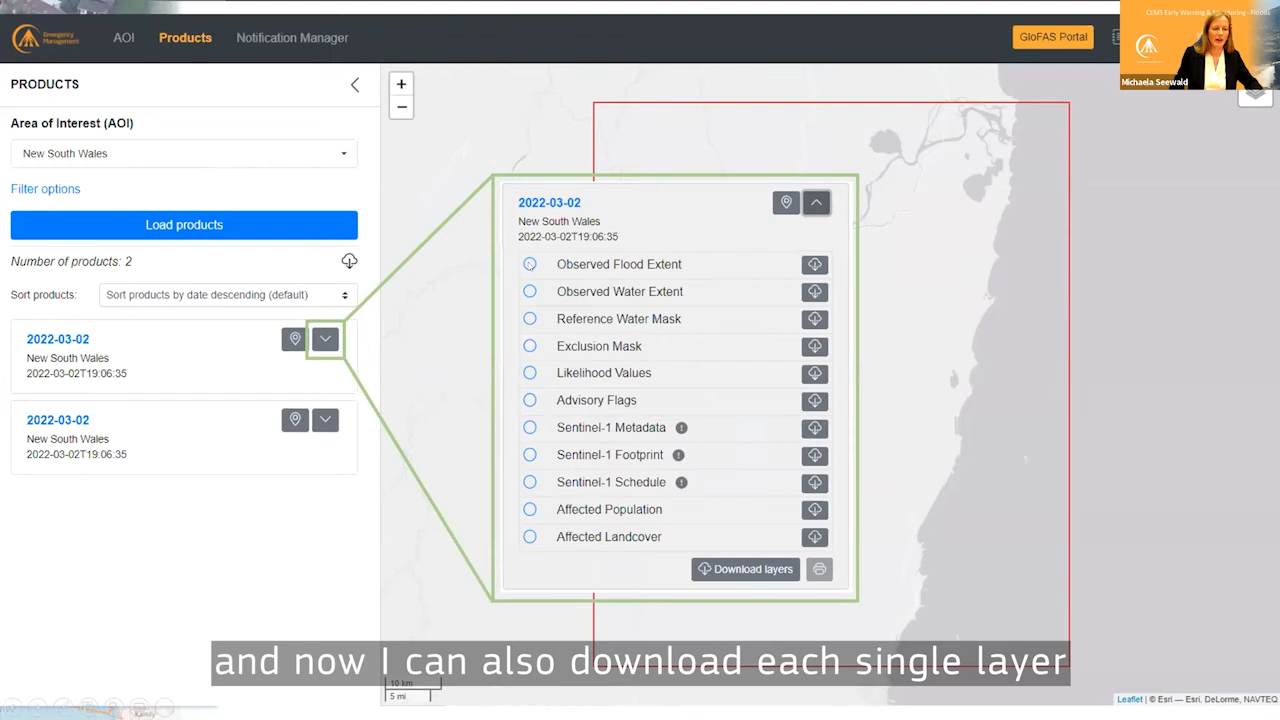 CEMS Early Warning & Monitoring - Floods
Michaela Seewald
Emergency
Management
AOI
Products
Notification Manager
GloFAS Portal
PRODUCTS
Area of Interest (AOI)
New South Wales
Filter options
Load products
Number of products: 2
Sort products:
Sort products by date descending (default)
2022-03-02
New South Wales
2022-03-02T19:06:35
2022-03-02
New South Wales
2022-03-02T19:06:35
+
−
2022-03-02
New South Wales
2022-03-02T19:06:35
Observed Flood Extent
Observed Water Extent
Reference Water Mask
Exclusion Mask
Likelihood Values
Advisory Flags
Sentinel-1 Metadata
Sentinel-1 Footprint
Sentinel-1 Schedule
Affected Population
Affected Landcover
Download layers
and now I can also download each single layer
10 km
5 mi
Leaflet | © Esri — Esri, DeLorme, NAVTEQ
Kandy